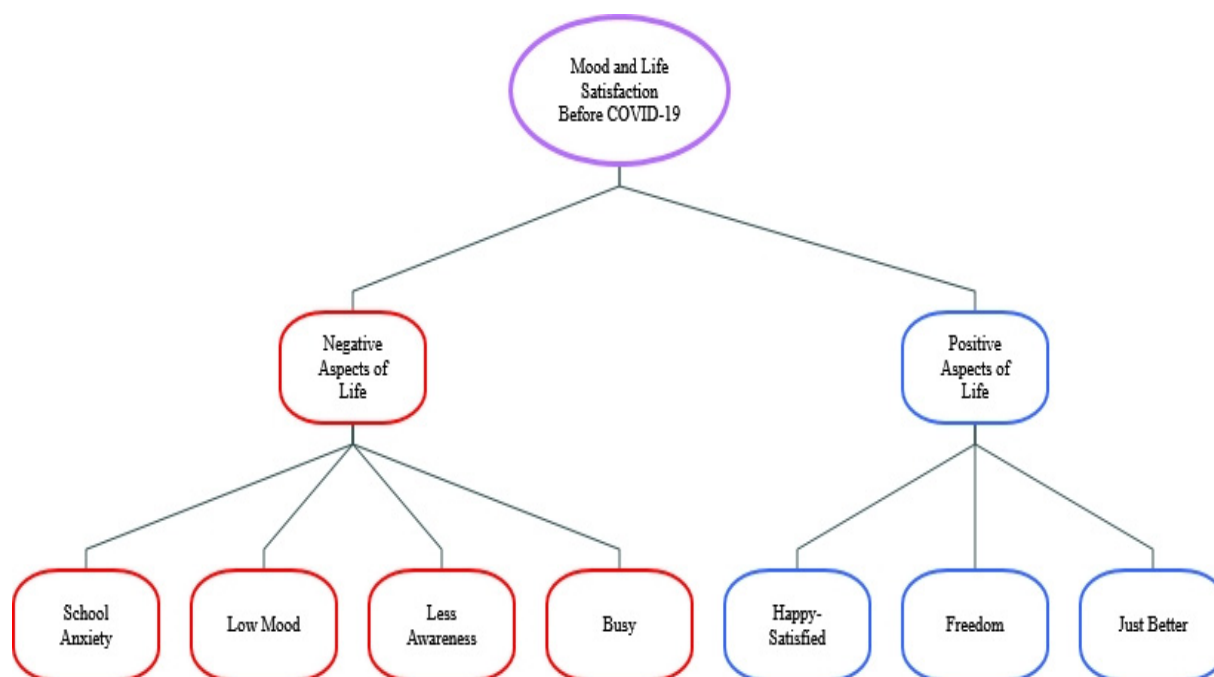 Mood and Life
Satisfaction
Before COVID-19
Negative
Aspects of
Life
Positive
Aspects of
Life
School
Anxiety
Low Mood
Less
Awareness
Busy
Happy-
Satisfied
Freedom
Just Better